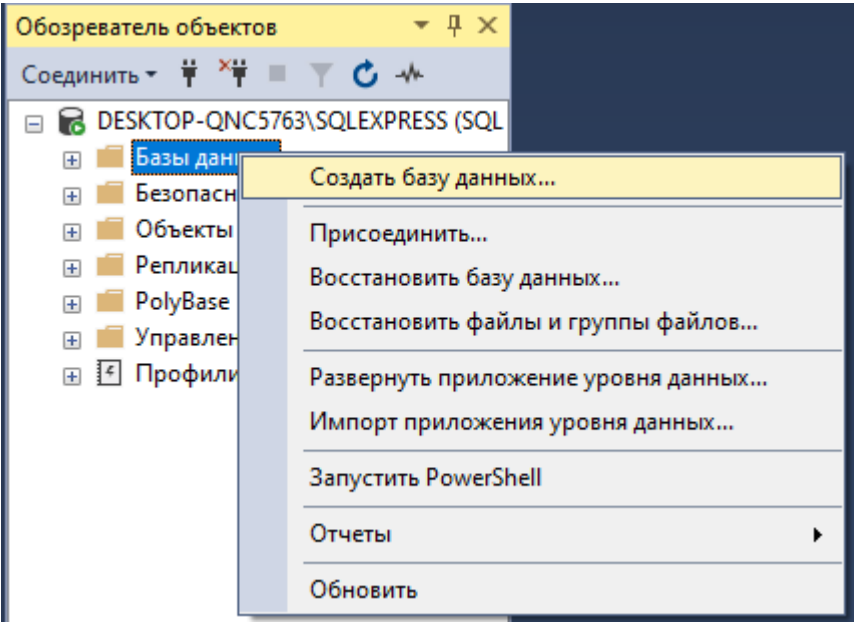 Обозреватель объектов
Соединить
DESKTOP-QNC5763\SQLEXPRESS (SQL
Базы дан
Безопасн
Объекты
Репликац
PolyBase
Управлен
Профили
Создать базу данных...
Присоединить...
Восстановить базу данных...
Восстановить файлы и группы файлов...
Развернуть приложение уровня данных...
Импорт приложения уровня данных...
Запустить PowerShell
Отчеты
Обновить